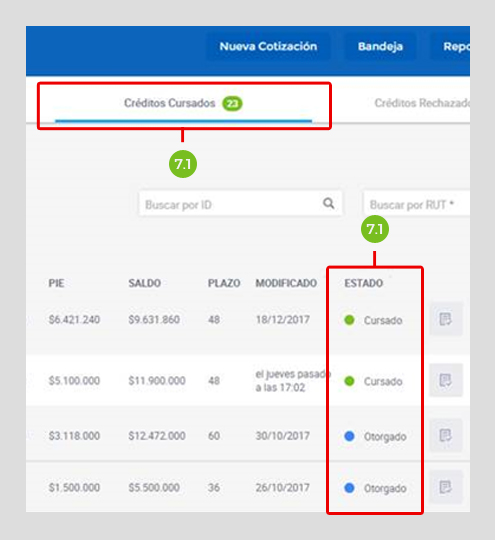 Nueva Cotización Bandeja Repo
Créditos Cursados 23 Créditos Rechazado
7.1
Buscar por ID Buscar por RUT *
7.1
PIE SALDO PLAZO MODIFICADO ESTADO
$6.421.240 $9.631.860 48 18/12/2017 Cursado
$5.100.000 $11.900.000 48 el jueves pasado a las 17:02 Cursado
$3.118.000 $12.472.000 60 30/10/2017 Otorgado
$1.500.000 $5.500.000 36 26/10/2017 Otorgado